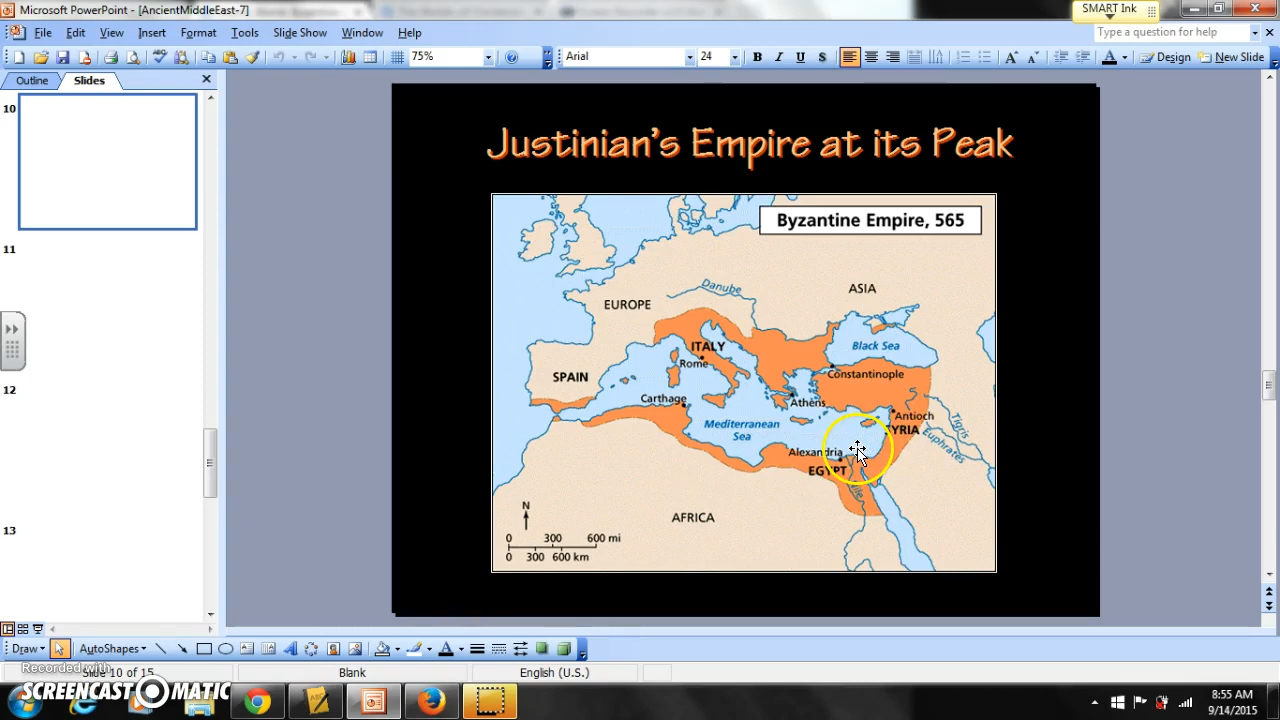 Microsoft PowerPoint - [AncientMiddleEast-7]
SMART Ink
File Edit View Insert Format Tools Slide Show Window Help
Type a question for help
75%
Arial
24
B I U S
Design New Slide
Outline Slides
10
11
12
13
Justinian's Empire at its Peak
Byzantine Empire, 565
Danube
ASIA
EUROPE
ITALY
Rome
Black Sea
Constantinople
SPAIN
Carthage
Athens
Antioch
Mediterranean
Sea
SYRIA
Tigris
Euphrates
Alexandria
EGYPT
Nile
AFRICA
N
0 300 600 mi
0 300 600 km
Draw AutoShapes
Recorded with
SCREENCAST MATIC
Slide 10 of 15
Blank
English (U.S.)
8:55 AM
9/14/2015